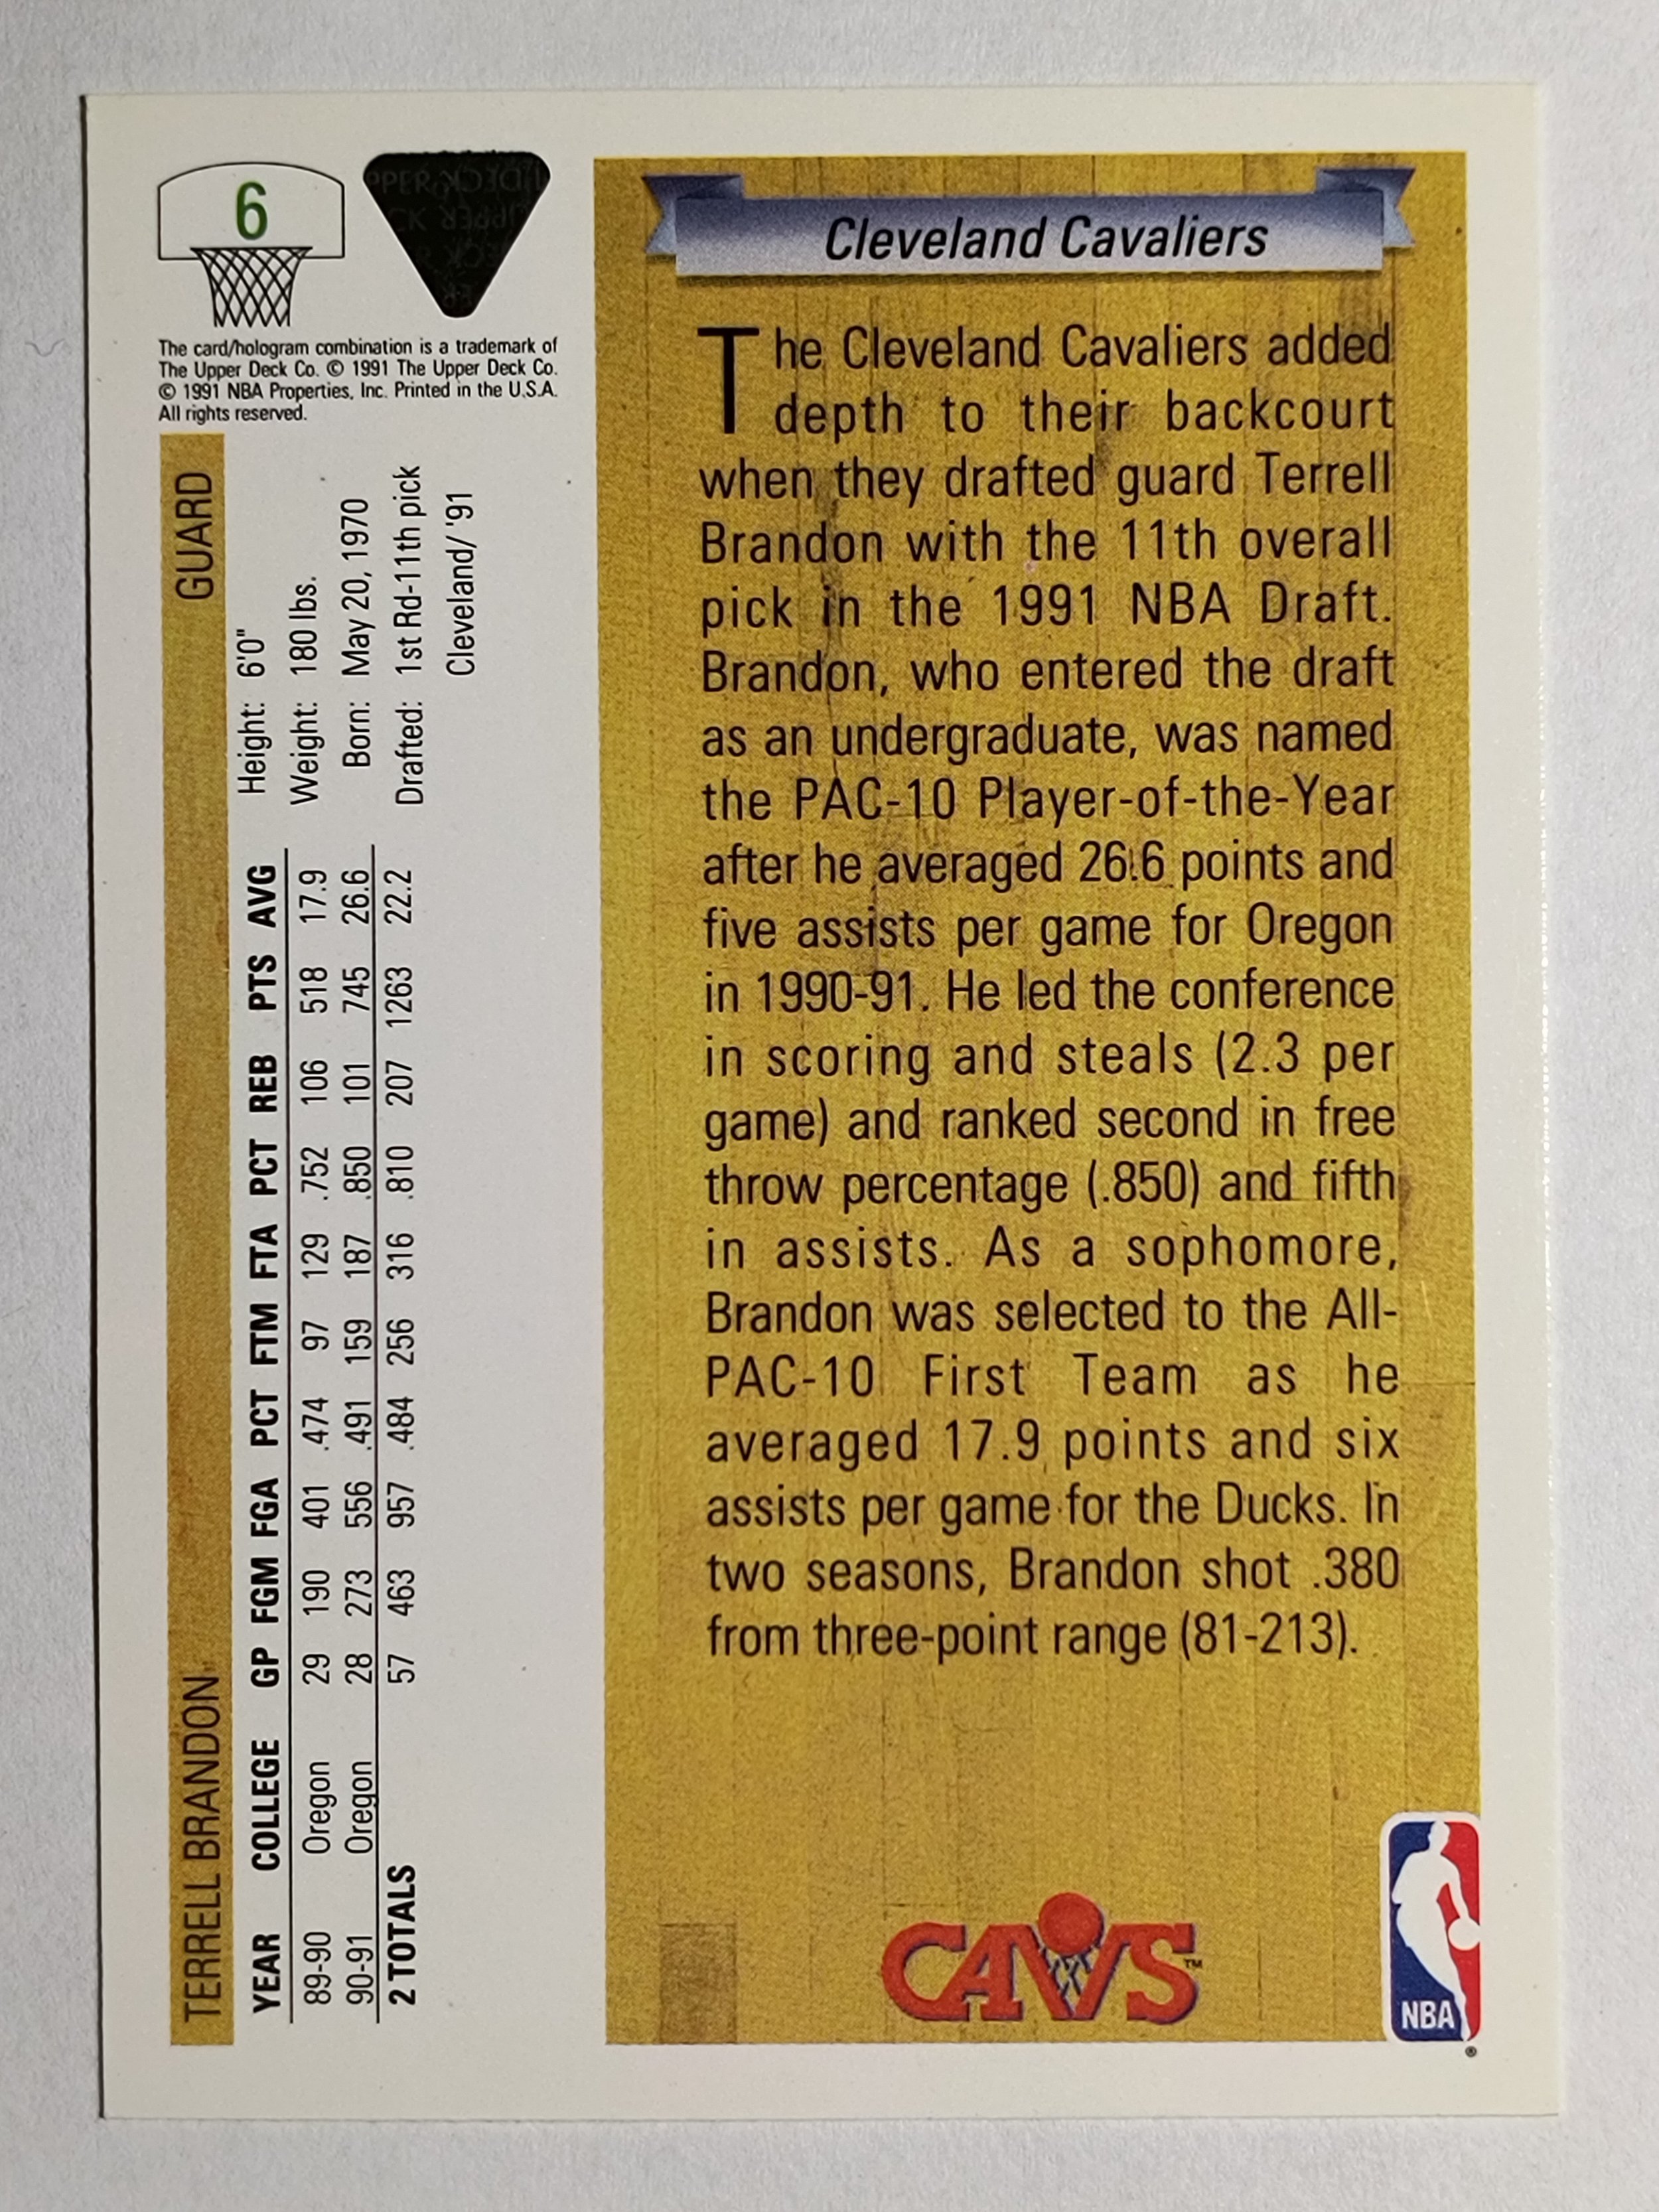 6
The card/hologram combination is a trademark of
The Upper Deck Co. © 1991 The Upper Deck Co.
© 1991 NBA Properties, Inc. Printed in the U.S.A.
All rights reserved.
TERRELL BRANDON GUARD
Height: 6'0"
Weight: 180 lbs.
Born: May 20, 1970
Drafted: 1st Rd-11th pick
Cleveland/ '91
YEAR COLLEGE GP FGM FGA PCT FTM FTA PCT REB PTS AVG
89-90 Oregon 29 190 401 .474 97 129 .752 106 518 17.9
90-91 Oregon 28 273 556 .491 159 187 .850 101 745 26.6
2 TOTALS 57 463 957 .484 256 316 .810 207 1263 22.2
Cleveland Cavaliers
The Cleveland Cavaliers added
depth to their backcourt
when they drafted guard Terrell
Brandon with the 11th overall
pick in the 1991 NBA Draft.
Brandon, who entered the draft
as an undergraduate, was named
the PAC-10 Player-of-the-Year
after he averaged 26.6 points and
five assists per game for Oregon
in 1990-91. He led the conference
in scoring and steals (2.3 per
game) and ranked second in free
throw percentage (.850) and fifth
in assists. As a sophomore,
Brandon was selected to the All-
PAC-10 First Team as he
averaged 17.9 points and six
assists per game for the Ducks. In
two seasons, Brandon shot .380
from three-point range (81-213).
CAVS™
NBA
®